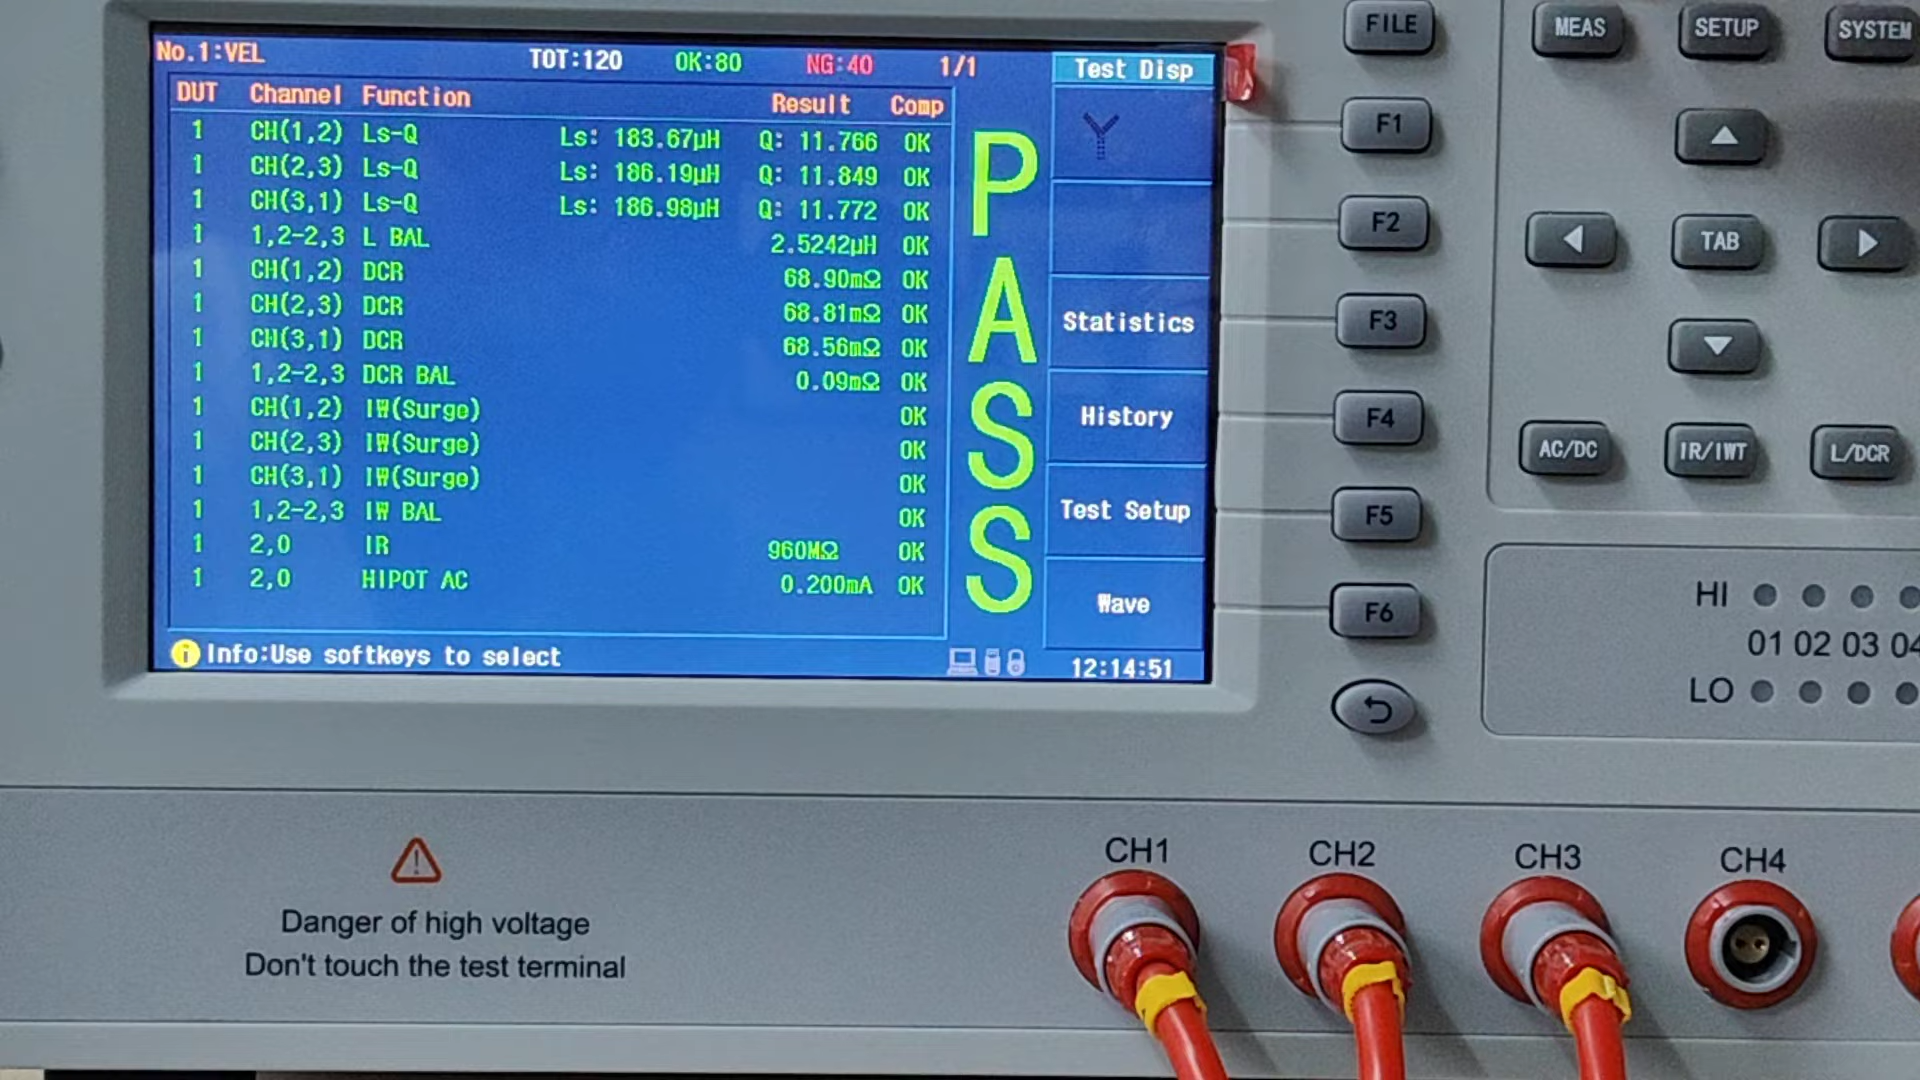 No.1:VEL TOT:120 OK:80 NG:40 1/1 Test Disp
DUT Channel Function Result Comp
1 CH(1,2) Ls-Q Ls: 183.67μH Q: 11.766 OK
1 CH(2,3) Ls-Q Ls: 186.19μH Q: 11.849 OK
1 CH(3,1) Ls-Q Ls: 186.98μH Q: 11.772 OK
1 1,2-2,3 L BAL 2.5242μH OK
1 CH(1,2) DCR 68.90mΩ OK
1 CH(2,3) DCR 68.81mΩ OK
1 CH(3,1) DCR 68.56mΩ OK
1 1,2-2,3 DCR BAL 0.09mΩ OK
1 CH(1,2) IW(Surge) OK
1 CH(2,3) IW(Surge) OK
1 CH(3,1) IW(Surge) OK
1 1,2-2,3 IW BAL OK
1 2,0 IR 960MΩ OK
1 2,0 HIPOT AC 0.200mA OK
PASS
Statistics
History
Test Setup
Wave
Info:Use softkeys to select 12:14:51
FILE
F1
F2
F3
F4
F5
F6
MEAS SETUP SYSTEM
TAB
AC/DC IR/IWT L/DCR
HI
01 02 03 04
LO
Danger of high voltage
Don't touch the test terminal
CH1 CH2 CH3 CH4